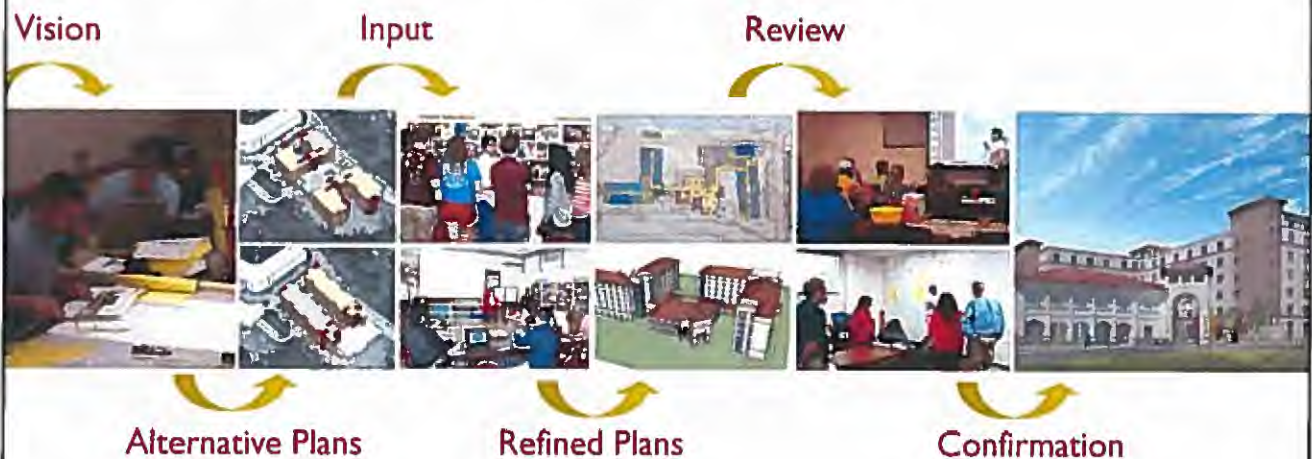 Vision
Input
Review
Alternative Plans
Refined Plans
Confirmation